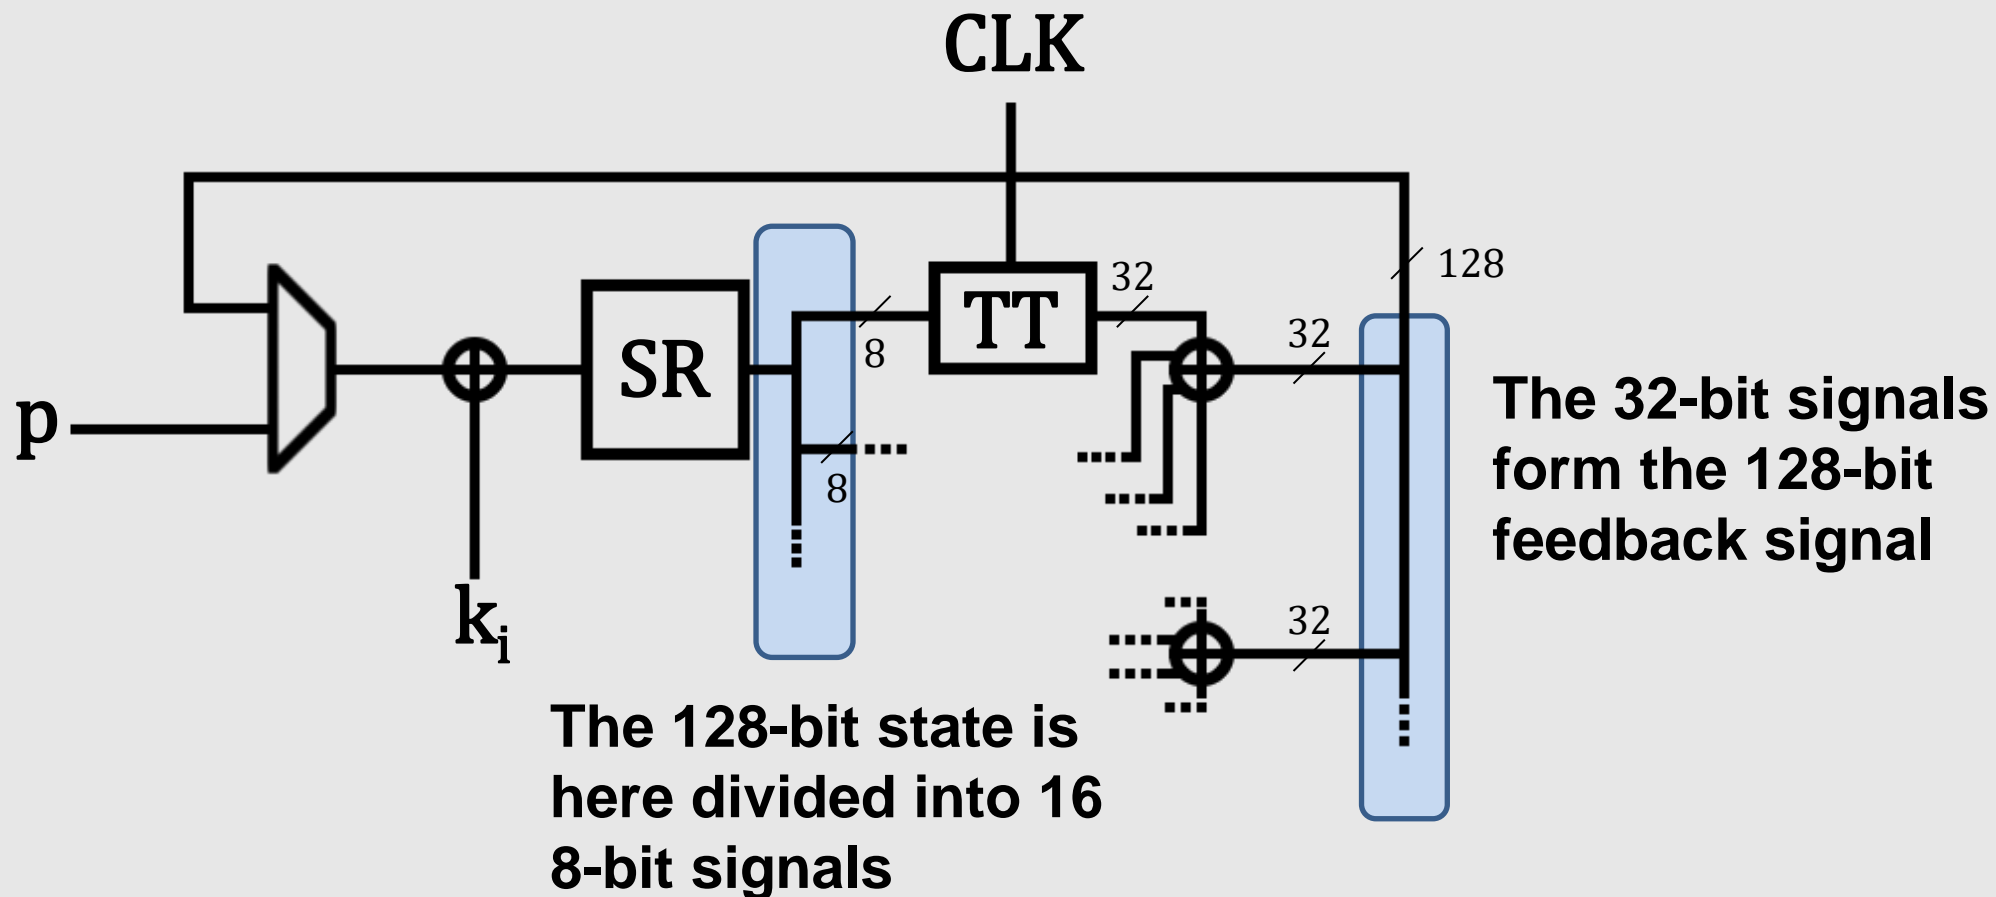 CLK
128
32
32
8
TT
SR
p
8
k_i
32
The 32-bit signals
form the 128-bit
feedback signal
The 128-bit state is
here divided into 16
8-bit signals